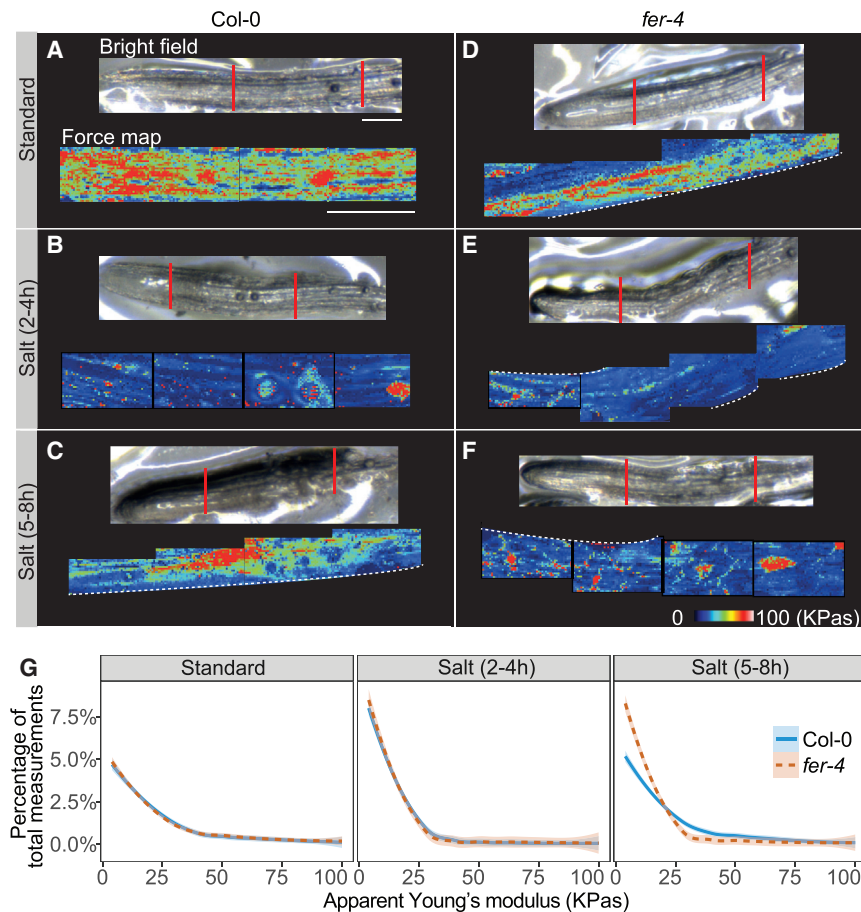 Col-0
fer-4
Standard
A
Bright field
Force map
D
Salt (2-4h)
B
E
Salt (5-8h)
C
F
0 100 (KPas)
G
Standard
Salt (2-4h)
Salt (5-8h)
Percentage of
total measurements
7.5%
5.0%
2.5%
0.0%
Col-0
fer-4
0 25 50 75 100 0 25 50 75 100 0 25 50 75 100
Apparent Young's modulus (KPas)